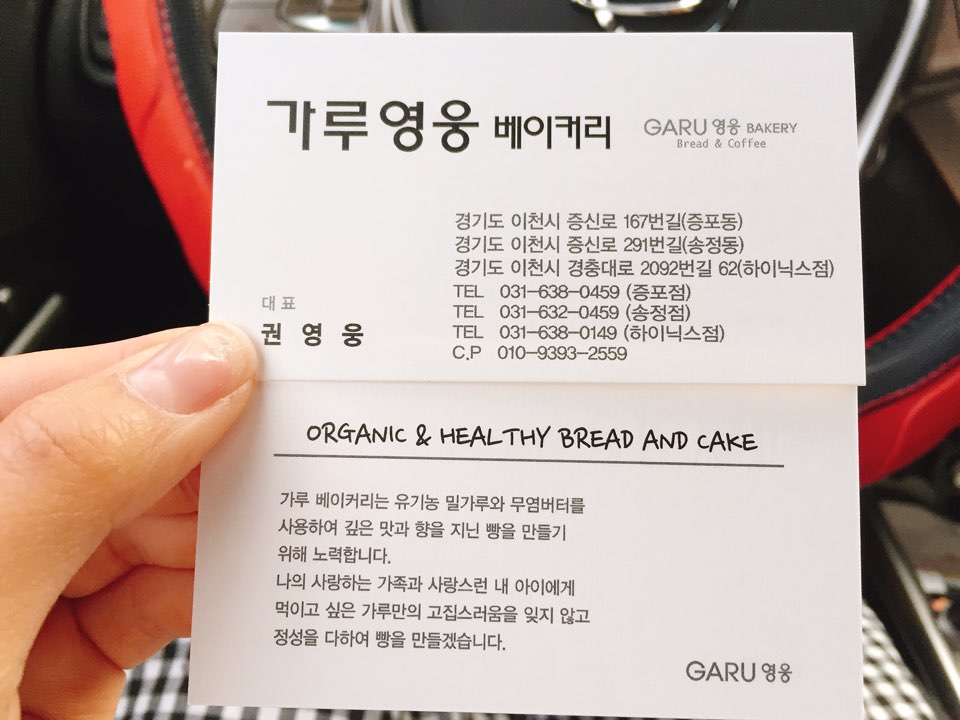 가루영웅 베이커리
GARU 영웅 BAKERY
Bread & Coffee
경기도 이천시 증신로 167번길(증포동)
경기도 이천시 증신로 291번길(송정동)
경기도 이천시 경충대로 2092번길 62(하이닉스점)
TEL 031-638-0459 (증포점)
TEL 031-632-0459 (송정점)
TEL 031-638-0149 (하이닉스점)
C.P 010-9393-2559
대표
권영웅
ORGANIC & HEALTHY BREAD AND CAKE
가루 베이커리는 유기농 밀가루와 무염버터를
사용하여 깊은 맛과 향을 지닌 빵을 만들기
위해 노력합니다.
나의 사랑하는 가족과 사랑스런 내 아이에게
먹이고 싶은 가루만의 고집스러움을 잊지 않고
정성을 다하여 빵을 만들겠습니다.
GARU 영웅